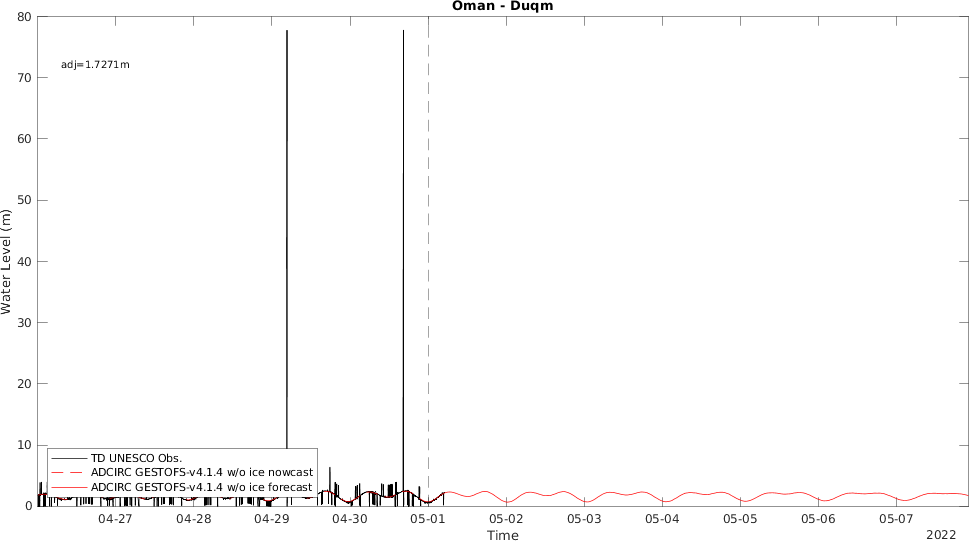 Oman - Duqm
80
adj=1.7271m
70
60
50
40
30
20
10
0
Water Level (m)
TD UNESCO Obs.
ADCIRC GESTOFS-v4.1.4 w/o ice nowcast
ADCIRC GESTOFS-v4.1.4 w/o ice forecast
04-27 04-28 04-29 04-30 05-01 05-02 05-03 05-04 05-05 05-06 05-07
Time
2022